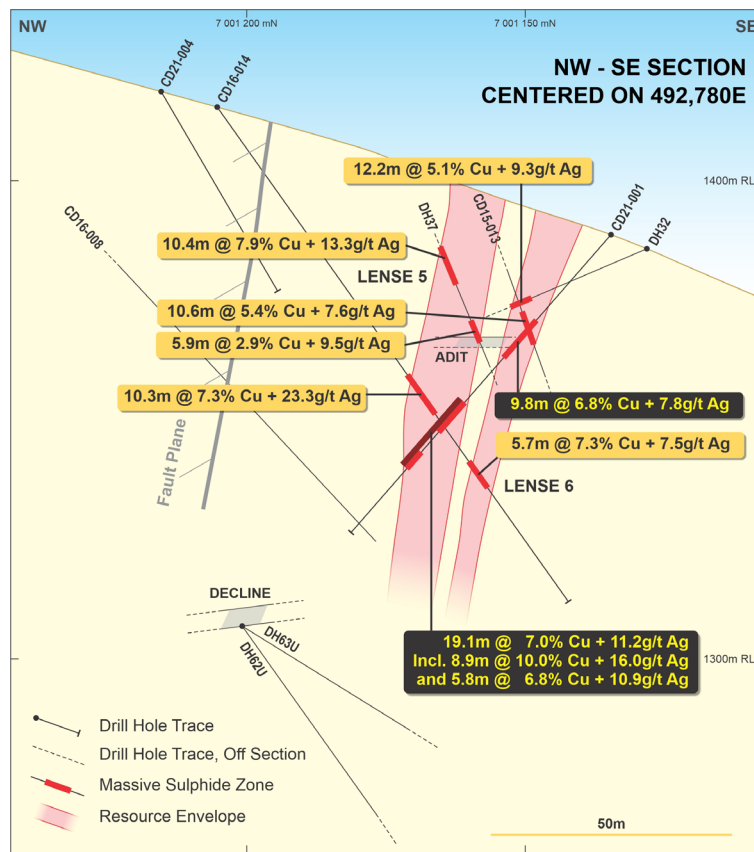 NW
7 001 200 mN
7 001 150 mN
SE
CD21-004
CD16-014
NW - SE SECTION
CENTERED ON 492,780E
12.2m @ 5.1% Cu + 9.3g/t Ag
1400m RL
CD16-008
DH37
CD15-013
CD21-001
DH32
10.4m @ 7.9% Cu + 13.3g/t Ag
LENSE 5
10.6m @ 5.4% Cu + 7.6g/t Ag
5.9m @ 2.9% Cu + 9.5g/t Ag
ADIT
10.3m @ 7.3% Cu + 23.3g/t Ag
9.8m @ 6.8% Cu + 7.8g/t Ag
5.7m @ 7.3% Cu + 7.5g/t Ag
Fault Plane
LENSE 6
DECLINE
DH63U
DH62U
19.1m @ 7.0% Cu + 11.2g/t Ag
Incl. 8.9m @ 10.0% Cu + 16.0g/t Ag
and 5.8m @ 6.8% Cu + 10.9g/t Ag
1300m RL
Drill Hole Trace
Drill Hole Trace, Off Section
Massive Sulphide Zone
Resource Envelope
50m